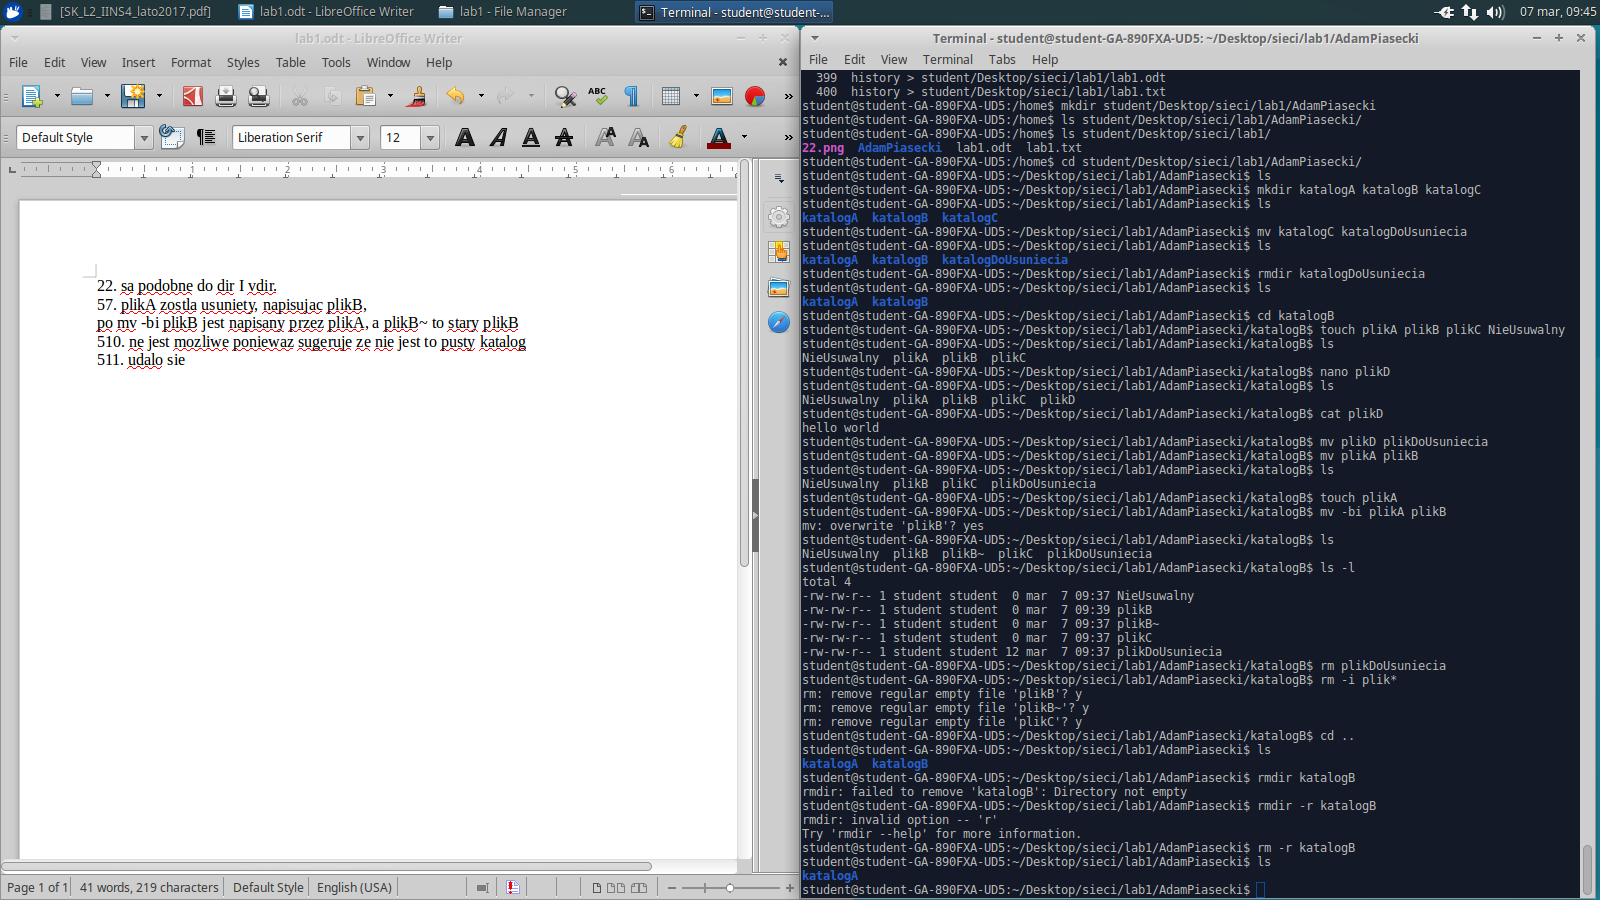 [SK_L2_IINS4_lato2017.pdf]
lab1.odt - LibreOffice Writer
lab1 - File Manager
Terminal - student@student-...
07 mar, 09:45
lab1.odt - LibreOffice Writer
File Edit View Insert Format Styles Table Tools Window Help
Default Style
Liberation Serif
12
1 2 3 4 5 6
22. sa podobne do dir I vdir.
57. plikA zostla usuniety, napisujac plikB,
po mv -bi plikB jest napisany przez plikA, a plikB~ to stary plikB
510. ne jest mozliwe poniewaz sugeruje ze nie jest to pusty katalog
511. udalo sie
Page 1 of 1
41 words, 219 characters
Default Style
English (USA)
Terminal - student@student-GA-890FXA-UD5: ~/Desktop/sieci/lab1/AdamPiasecki
File Edit View Terminal Tabs Help
399  history > student/Desktop/sieci/lab1/lab1.odt
400  history > student/Desktop/sieci/lab1/lab1.txt
student@student-GA-890FXA-UD5:/home$ mkdir student/Desktop/sieci/lab1/AdamPiasecki
student@student-GA-890FXA-UD5:/home$ ls student/Desktop/sieci/lab1/AdamPiasecki/
student@student-GA-890FXA-UD5:/home$ ls student/Desktop/sieci/lab1/
22.png  AdamPiasecki  lab1.odt  lab1.txt
student@student-GA-890FXA-UD5:/home$ cd student/Desktop/sieci/lab1/AdamPiasecki/
student@student-GA-890FXA-UD5:~/Desktop/sieci/lab1/AdamPiasecki$ ls
student@student-GA-890FXA-UD5:~/Desktop/sieci/lab1/AdamPiasecki$ mkdir katalogA katalogB katalogC
student@student-GA-890FXA-UD5:~/Desktop/sieci/lab1/AdamPiasecki$ ls
katalogA  katalogB  katalogC
student@student-GA-890FXA-UD5:~/Desktop/sieci/lab1/AdamPiasecki$ mv katalogC katalogDoUsuniecia
student@student-GA-890FXA-UD5:~/Desktop/sieci/lab1/AdamPiasecki$ ls
katalogA  katalogB  katalogDoUsuniecia
student@student-GA-890FXA-UD5:~/Desktop/sieci/lab1/AdamPiasecki$ rmdir katalogDoUsuniecia
student@student-GA-890FXA-UD5:~/Desktop/sieci/lab1/AdamPiasecki$ ls
katalogA  katalogB
student@student-GA-890FXA-UD5:~/Desktop/sieci/lab1/AdamPiasecki$ cd katalogB
student@student-GA-890FXA-UD5:~/Desktop/sieci/lab1/AdamPiasecki/katalogB$ touch plikA plikB plikC NieUsuwalny
student@student-GA-890FXA-UD5:~/Desktop/sieci/lab1/AdamPiasecki/katalogB$ ls
NieUsuwalny  plikA  plikB  plikC
student@student-GA-890FXA-UD5:~/Desktop/sieci/lab1/AdamPiasecki/katalogB$ nano plikD
student@student-GA-890FXA-UD5:~/Desktop/sieci/lab1/AdamPiasecki/katalogB$ ls
NieUsuwalny  plikA  plikB  plikC  plikD
student@student-GA-890FXA-UD5:~/Desktop/sieci/lab1/AdamPiasecki/katalogB$ cat plikD
hello world
student@student-GA-890FXA-UD5:~/Desktop/sieci/lab1/AdamPiasecki/katalogB$ mv plikD plikDoUsuniecia
student@student-GA-890FXA-UD5:~/Desktop/sieci/lab1/AdamPiasecki/katalogB$ mv plikA plikB
student@student-GA-890FXA-UD5:~/Desktop/sieci/lab1/AdamPiasecki/katalogB$ ls
NieUsuwalny  plikB  plikC  plikDoUsuniecia
student@student-GA-890FXA-UD5:~/Desktop/sieci/lab1/AdamPiasecki/katalogB$ touch plikA
student@student-GA-890FXA-UD5:~/Desktop/sieci/lab1/AdamPiasecki/katalogB$ mv -bi plikA plikB
mv: overwrite 'plikB'? yes
student@student-GA-890FXA-UD5:~/Desktop/sieci/lab1/AdamPiasecki/katalogB$ ls
NieUsuwalny  plikB  plikB~  plikC  plikDoUsuniecia
student@student-GA-890FXA-UD5:~/Desktop/sieci/lab1/AdamPiasecki/katalogB$ ls -l
total 4
-rw-rw-r-- 1 student student  0 mar  7 09:37 NieUsuwalny
-rw-rw-r-- 1 student student  0 mar  7 09:39 plikB
-rw-rw-r-- 1 student student  0 mar  7 09:37 plikB~
-rw-rw-r-- 1 student student  0 mar  7 09:37 plikC
-rw-rw-r-- 1 student student 12 mar  7 09:37 plikDoUsuniecia
student@student-GA-890FXA-UD5:~/Desktop/sieci/lab1/AdamPiasecki/katalogB$ rm plikDoUsuniecia
student@student-GA-890FXA-UD5:~/Desktop/sieci/lab1/AdamPiasecki/katalogB$ rm -i plik*
rm: remove regular empty file 'plikB'? y
rm: remove regular empty file 'plikB~'? y
rm: remove regular empty file 'plikC'? y
student@student-GA-890FXA-UD5:~/Desktop/sieci/lab1/AdamPiasecki/katalogB$ cd ..
student@student-GA-890FXA-UD5:~/Desktop/sieci/lab1/AdamPiasecki$ ls
katalogA  katalogB
student@student-GA-890FXA-UD5:~/Desktop/sieci/lab1/AdamPiasecki$ rmdir katalogB
rmdir: failed to remove 'katalogB': Directory not empty
student@student-GA-890FXA-UD5:~/Desktop/sieci/lab1/AdamPiasecki$ rmdir -r katalogB
rmdir: invalid option -- 'r'
Try 'rmdir --help' for more information.
student@student-GA-890FXA-UD5:~/Desktop/sieci/lab1/AdamPiasecki$ rm -r katalogB
student@student-GA-890FXA-UD5:~/Desktop/sieci/lab1/AdamPiasecki$ ls
katalogA
student@student-GA-890FXA-UD5:~/Desktop/sieci/lab1/AdamPiasecki$